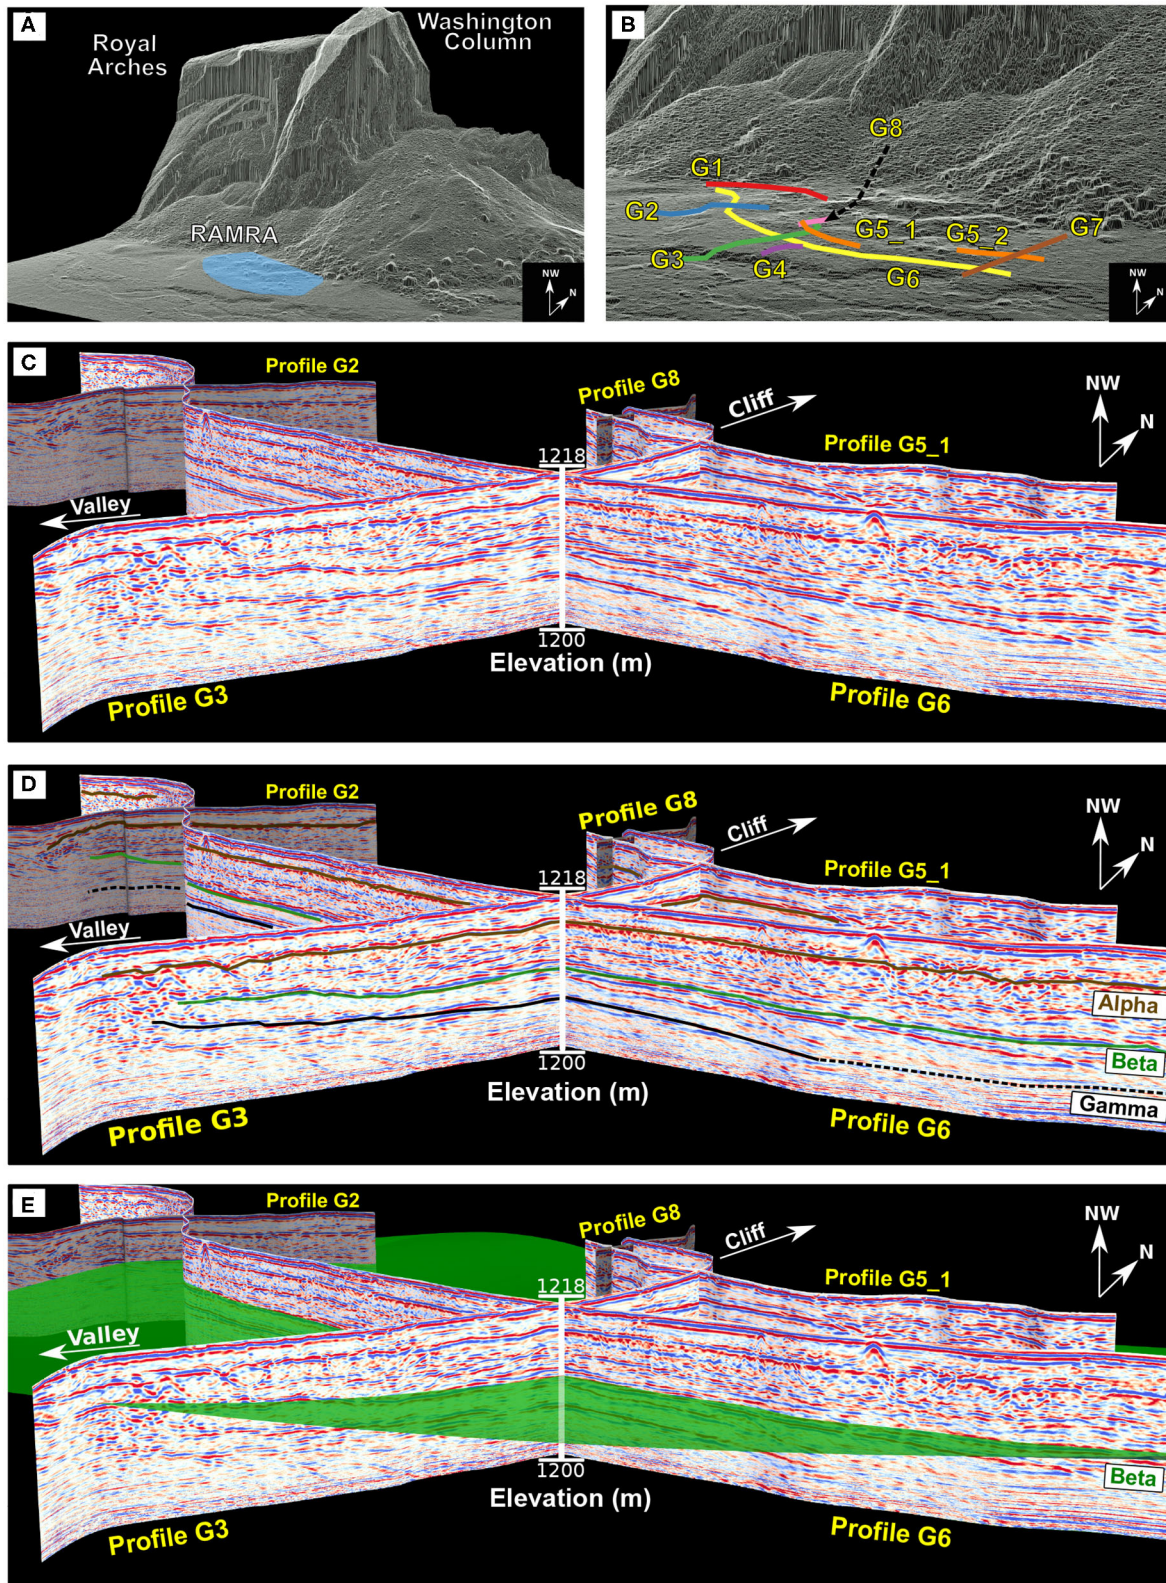 A
Royal
Arches
Washington
Column
RAMRA
NW
N
B
G8
G1
G2
G3
G4
G5_1
G5_2
G6
G7
NW
N
C
Profile G2
Profile G8
Cliff
Profile G5_1
NW
N
Valley
1218
1200
Elevation (m)
Profile G3
Profile G6
D
Profile G2
Profile G8
Cliff
Profile G5_1
NW
N
Valley
1218
1200
Elevation (m)
Alpha
Beta
Gamma
Profile G3
Profile G6
E
Profile G2
Profile G8
Cliff
Profile G5_1
NW
N
Valley
1218
1200
Elevation (m)
Beta
Profile G3
Profile G6